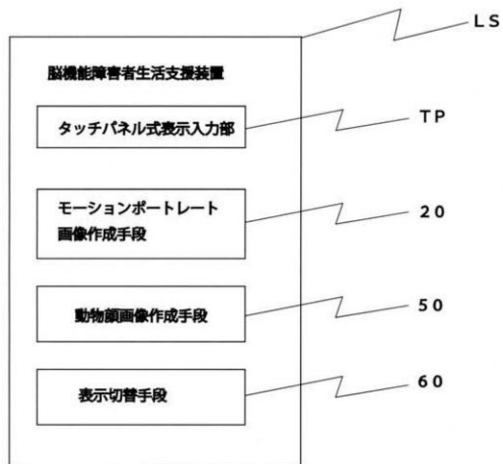 LS
脳機能障害者生活支援装置
タッチパネル式表示入力部
TP
モーションポートレート
画像作成手段
20
動物顔画像作成手段
50
表示切替手段
60